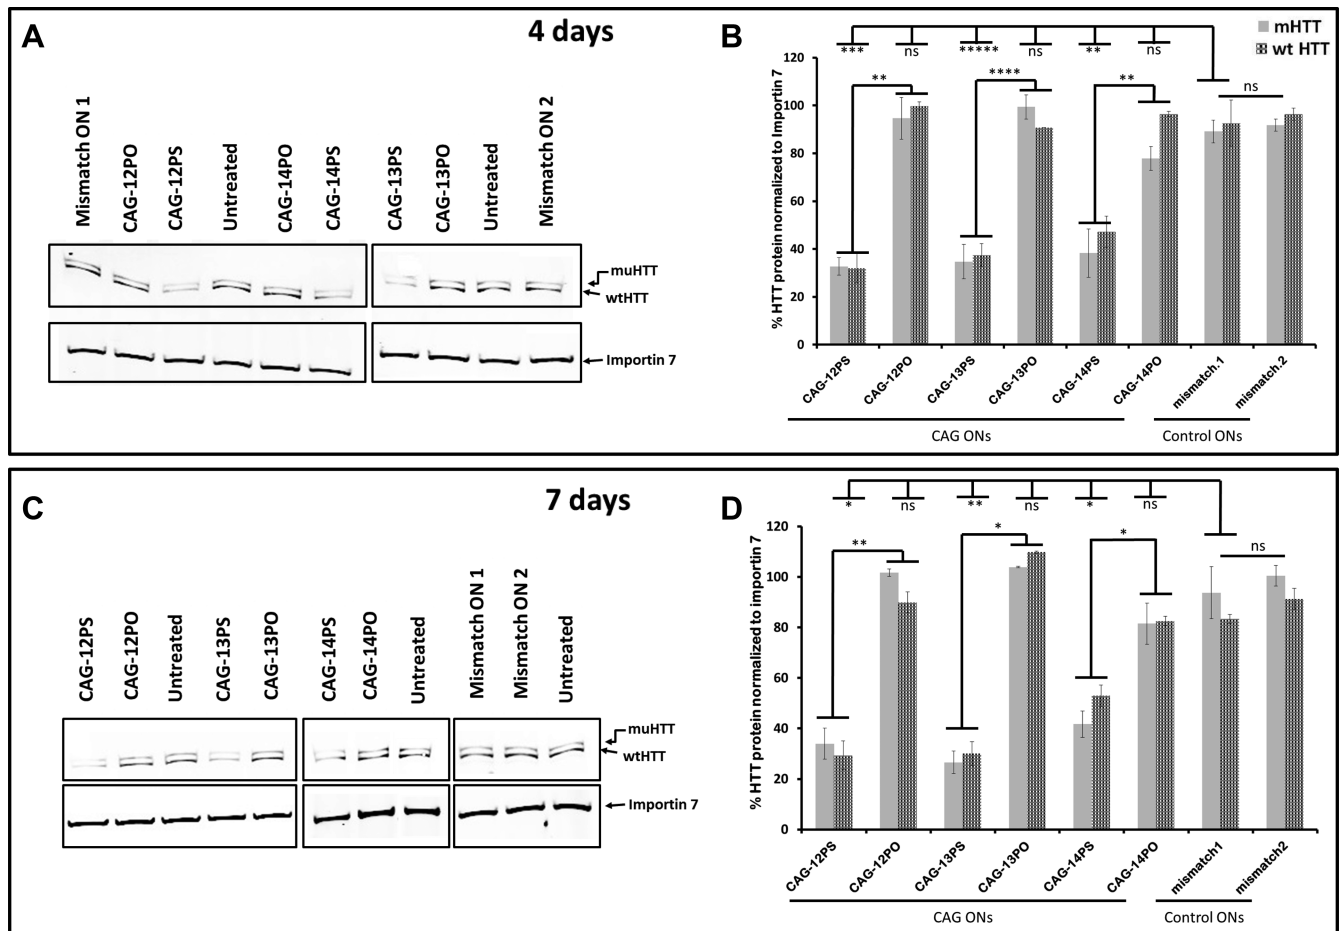 A
4 days
Mismatch ON 1
CAG-12PO
CAG-12PS
Untreated
CAG-14PO
CAG-14PS
CAG-13PS
CAG-13PO
Untreated
Mismatch ON 2
muHTT
wtHTT
Importin 7
B
mHTT
wt HTT
*** ns ***** ns ** ns
** **** ** ns
% HTT protein normalized to Importin 7
120
100
80
60
40
20
0
CAG-12PS
CAG-12PO
CAG-13PS
CAG-13PO
CAG-14PS
CAG-14PO
mismatch.1
mismatch.2
CAG ONs
Control ONs
C
7 days
CAG-12PS
CAG-12PO
Untreated
CAG-13PS
CAG-13PO
CAG-14PS
CAG-14PO
Untreated
Mismatch ON 1
Mismatch ON 2
Untreated
muHTT
wtHTT
Importin 7
D
* ns ** ns * ns
** * * ns
% HTT protein normalized to importin 7
120
100
80
60
40
20
0
CAG-12PS
CAG-12PO
CAG-13PS
CAG-13PO
CAG-14PS
CAG-14PO
mismatch1
mismatch2
CAG ONs
Control ONs